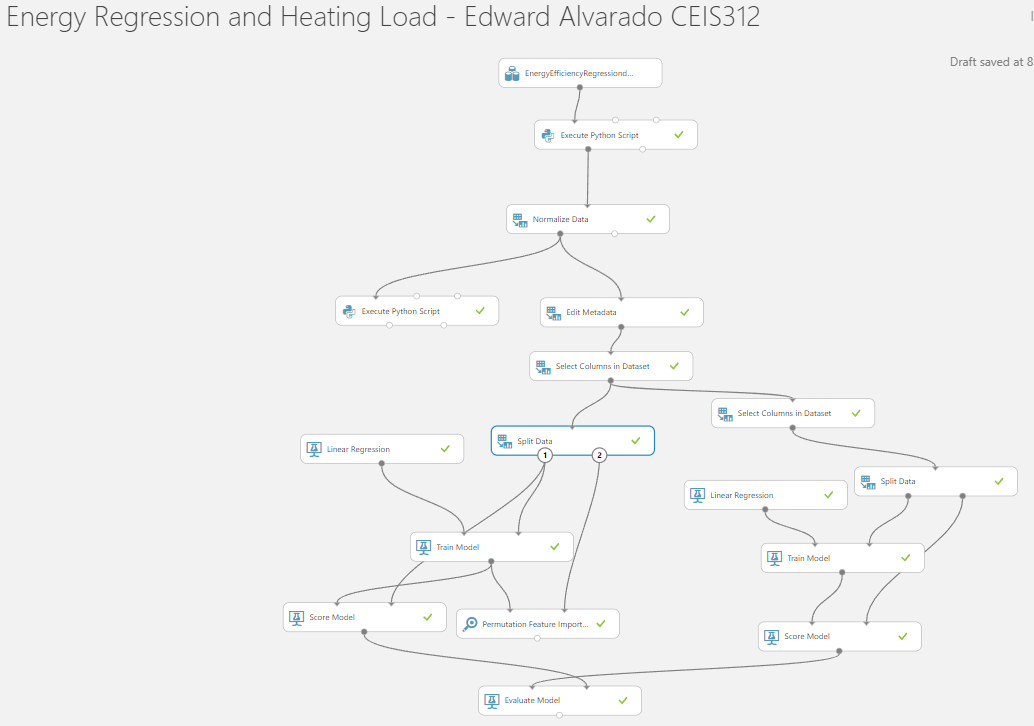 Energy Regression and Heating Load - Edward Alvarado CEIS312
Draft saved at 8
EnergyEfficiencyRegressiond...
Execute Python Script
Normalize Data
Execute Python Script
Edit Metadata
Select Columns in Dataset
Select Columns in Dataset
Linear Regression
Split Data
1
2
Split Data
Linear Regression
Train Model
Train Model
Score Model
Permutation Feature Import...
Score Model
Evaluate Model